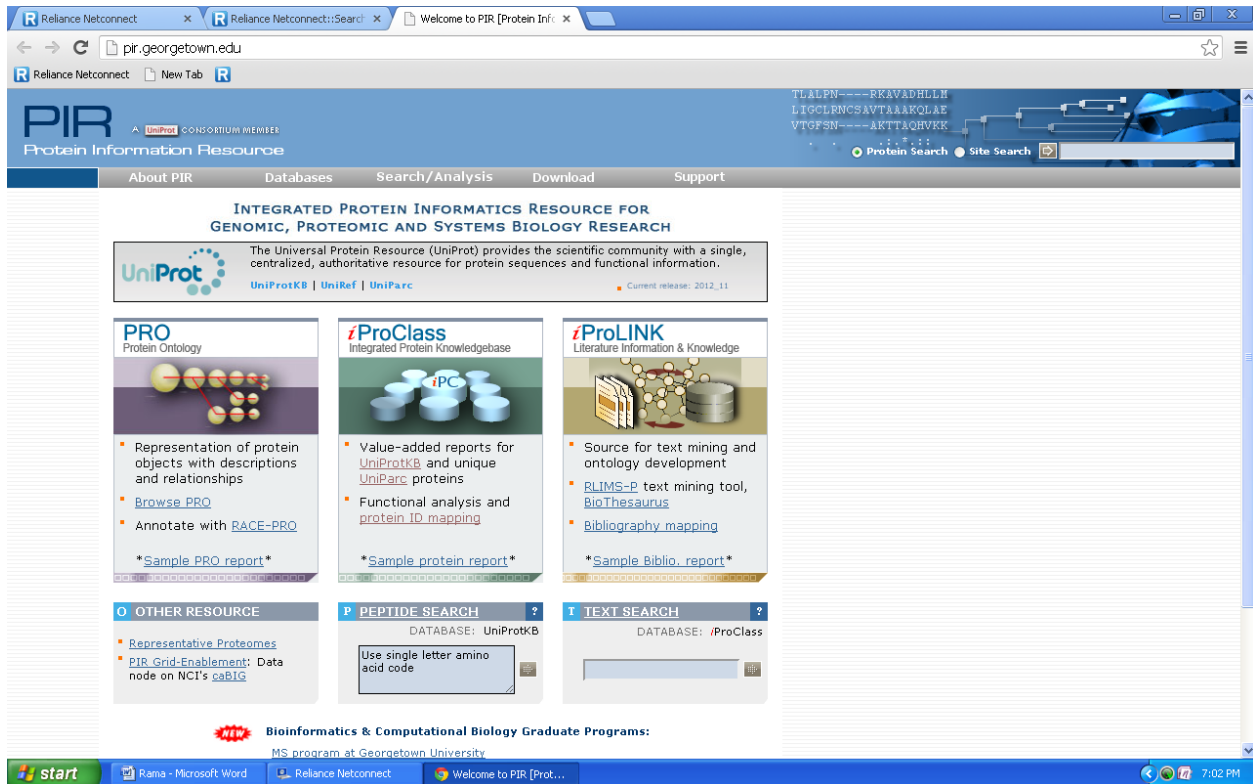 Reliance Netconnect
Reliance Netconnect::Search
Welcome to PIR [Protein Info
pir.georgetown.edu
Reliance Netconnect
New Tab
PIR
A UniProt CONSORTIUM MEMBER
Protein Information Resource
TLALPN----RKAVADHLLH
LIGCLRNCSAVTAAAKQLAE
VTGFSN----AKTTAQHVKK
Protein Search Site Search
About PIR Databases Search/Analysis Download Support
INTEGRATED PROTEIN INFORMATICS RESOURCE FOR
GENOMIC, PROTEOMIC AND SYSTEMS BIOLOGY RESEARCH
UniProt
The Universal Protein Resource (UniProt) provides the scientific community with a single,
centralized, authoritative resource for protein sequences and functional information.
UniProtKB | UniRef | UniParc
Current release: 2012_11
PRO
Protein Ontology
Representation of protein
objects with descriptions
and relationships
Browse PRO
Annotate with RACE-PRO
*Sample PRO report*
iProClass
Integrated Protein Knowledgebase
iPC
Value-added reports for
UniProtKB and unique
UniParc proteins
Functional analysis and
protein ID mapping
*Sample protein report*
iProLINK
Literature Information & Knowledge
Source for text mining and
ontology development
RLIMS-P text mining tool,
BioThesaurus
Bibliography mapping
*Sample Biblio. report*
O OTHER RESOURCE
Representative Proteomes
PIR Grid-Enablement: Data
node on NCI's caBIG
P PEPTIDE SEARCH ?
DATABASE: UniProtKB
Use single letter amino
acid code
T TEXT SEARCH ?
DATABASE: iProClass
NEW
Bioinformatics & Computational Biology Graduate Programs:
MS program at Georgetown University
start
Rama - Microsoft Word
Reliance Netconnect
Welcome to PIR [Prot...
7:02 PM